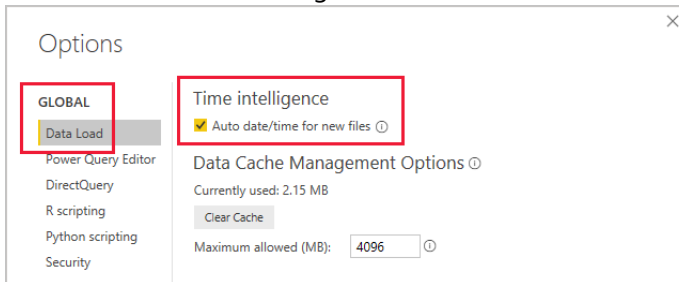 Options
GLOBAL
Data Load
Power Query Editor
DirectQuery
R scripting
Python scripting
Security
Time intelligence
Auto date/time for new files
Data Cache Management Options
Currently used: 2.15 MB
Clear Cache
Maximum allowed (MB): 4096